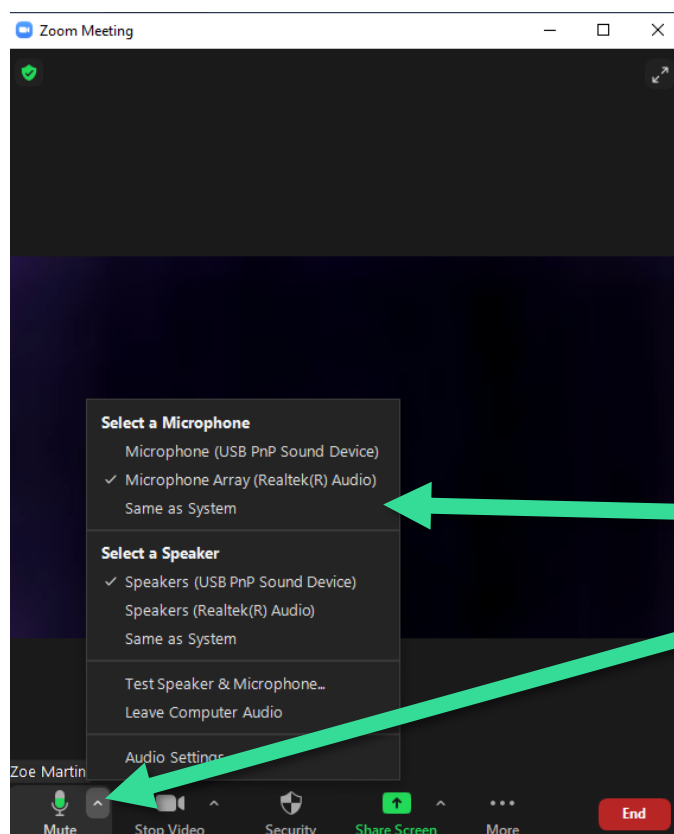 Zoom Meeting
Select a Microphone
Microphone (USB PnP Sound Device)
Microphone Array (Realtek(R) Audio)
Same as System
Select a Speaker
Speakers (USB PnP Sound Device)
Speakers (Realtek(R) Audio)
Same as System
Test Speaker & Microphone...
Leave Computer Audio
Audio Settings
Zoe Martin
Mute Stop Video Security Share Screen More End